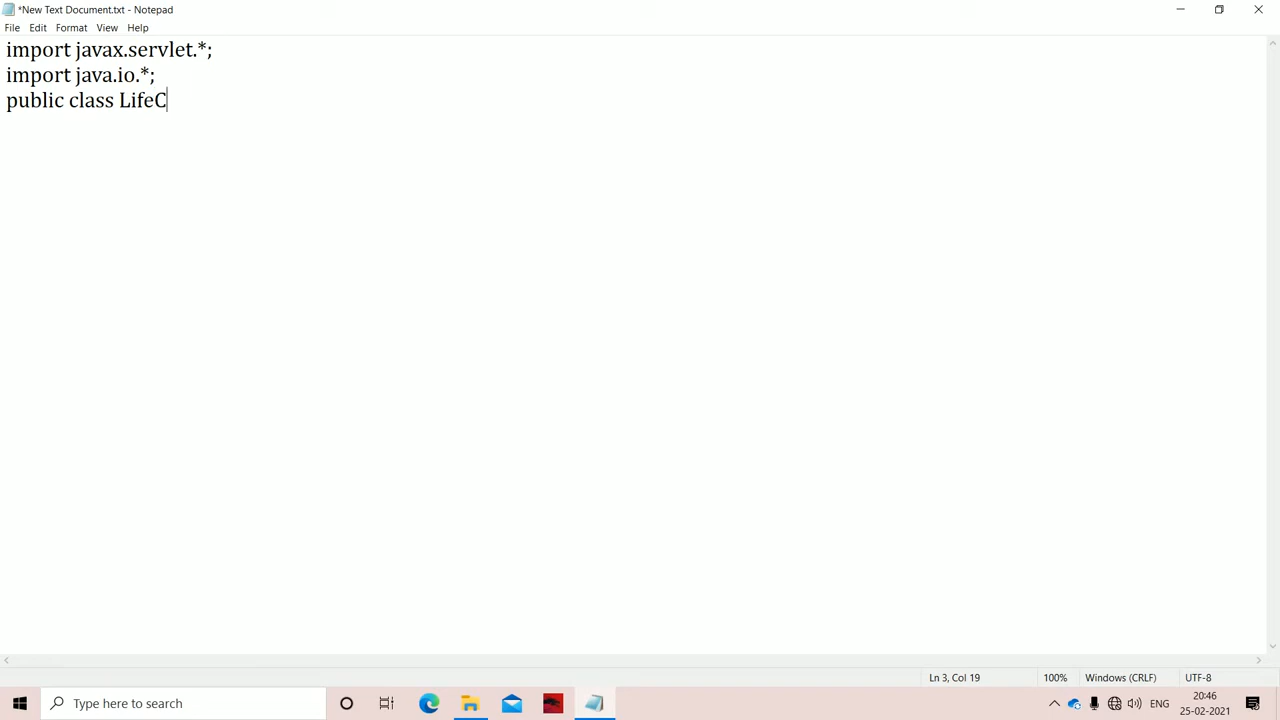 *New Text Document.txt - Notepad
File Edit Format View Help
import javax.servlet.*;
import java.io.*;
public class LifeC
Ln 3, Col 19 100% Windows (CRLF) UTF-8
Type here to search
ENG
20:46
25-02-2021